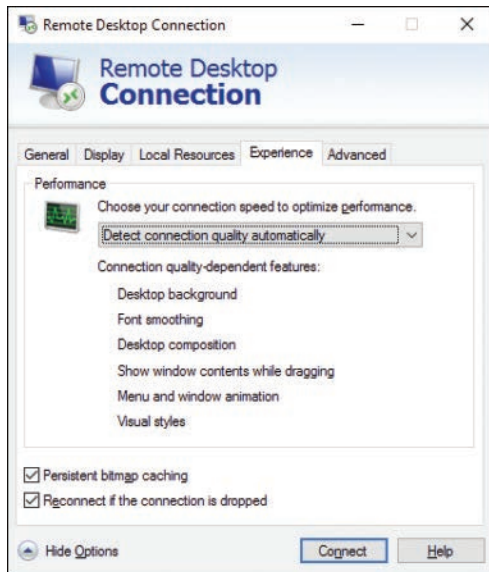 Remote Desktop Connection
Remote Desktop
Connection
General Display Local Resources Experience Advanced
Performance
Choose your connection speed to optimize performance.
Detect connection quality automatically
Connection quality-dependent features:
Desktop background
Font smoothing
Desktop composition
Show window contents while dragging
Menu and window animation
Visual styles
Persistent bitmap caching
Reconnect if the connection is dropped
Hide Options Connect Help